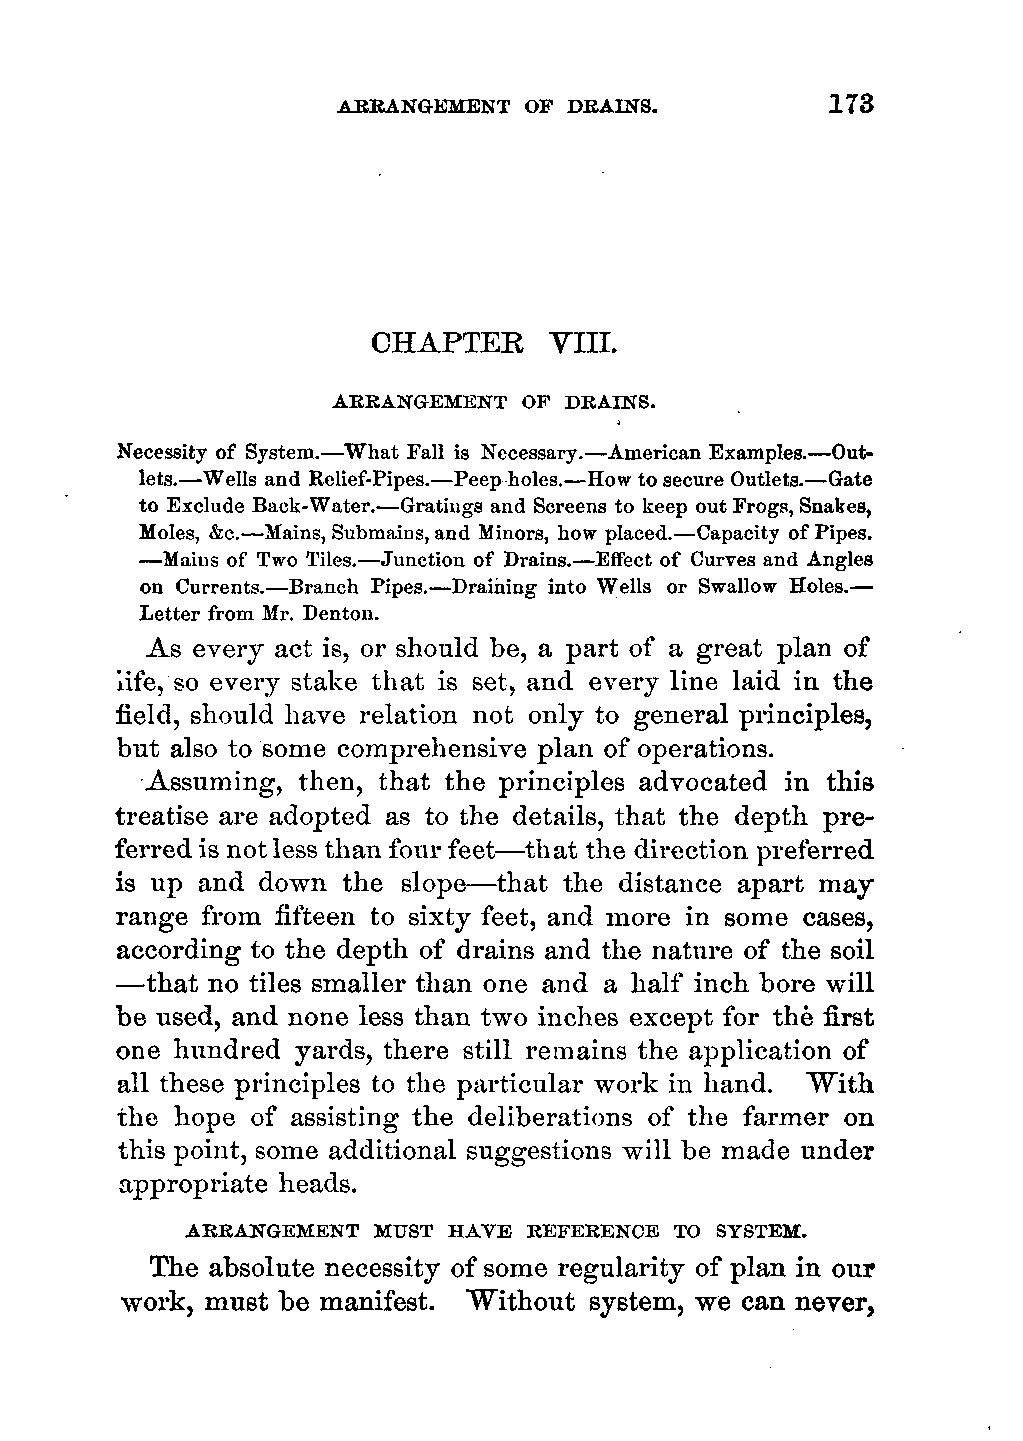 ARRANGEMENT OF DRAINS. 173
CHAPTER VIII.
ARRANGEMENT OF DRAINS.
Necessity of System.—What Fall is Necessary.—American Examples.—Out-
lets.—Wells and Relief-Pipes.—Peep-holes.—How to secure Outlets.—Gate
to Exclude Back-Water.—Gratings and Screens to keep out Frogs, Snakes,
Moles, &c.—Mains, Submains, and Minors, how placed.—Capacity of Pipes.
—Mains of Two Tiles.—Junction of Drains.—Effect of Curves and Angles
on Currents.—Branch Pipes.—Draining into Wells or Swallow Holes.—
Letter from Mr. Denton.
As every act is, or should be, a part of a great plan of
life, so every stake that is set, and every line laid in the
field, should have relation not only to general principles,
but also to some comprehensive plan of operations.
Assuming, then, that the principles advocated in this
treatise are adopted as to the details, that the depth pre-
ferred is not less than four feet—that the direction preferred
is up and down the slope—that the distance apart may
range from fifteen to sixty feet, and more in some cases,
according to the depth of drains and the nature of the soil
—that no tiles smaller than one and a half inch bore will
be used, and none less than two inches except for the first
one hundred yards, there still remains the application of
all these principles to the particular work in hand. With
the hope of assisting the deliberations of the farmer on
this point, some additional suggestions will be made under
appropriate heads.
ARRANGEMENT MUST HAVE REFERENCE TO SYSTEM.
The absolute necessity of some regularity of plan in our
work, must be manifest. Without system, we can never,